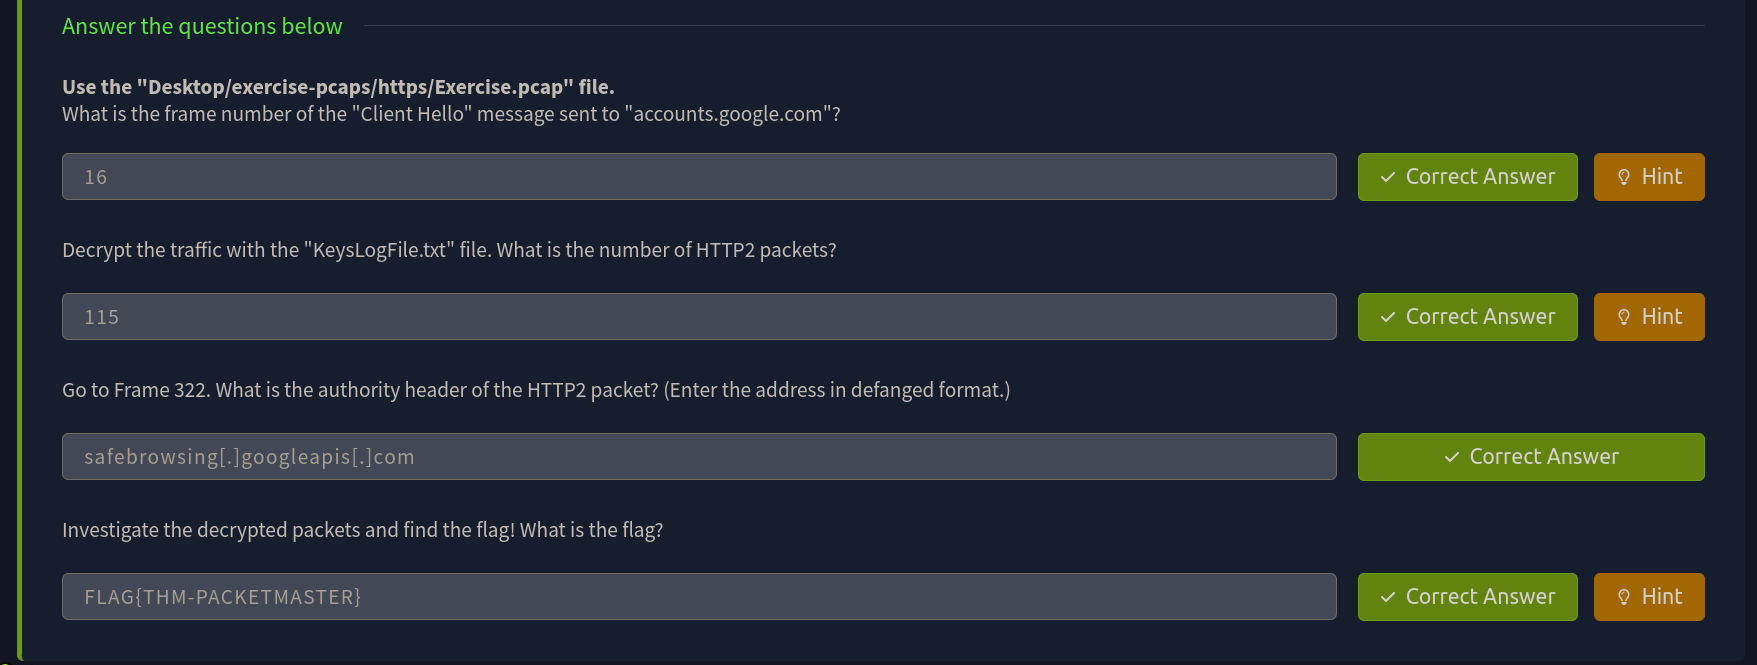 Answer the questions below
Use the "Desktop/exercise-pcaps/https/Exercise.pcap" file.
What is the frame number of the "Client Hello" message sent to "accounts.google.com"?
16
Correct Answer
Hint
Decrypt the traffic with the "KeysLogFile.txt" file. What is the number of HTTP2 packets?
115
Correct Answer
Hint
Go to Frame 322. What is the authority header of the HTTP2 packet? (Enter the address in defanged format.)
safebrowsing[.]googleapis[.]com
Correct Answer
Investigate the decrypted packets and find the flag! What is the flag?
FLAG{THM-PACKETMASTER}
Correct Answer
Hint